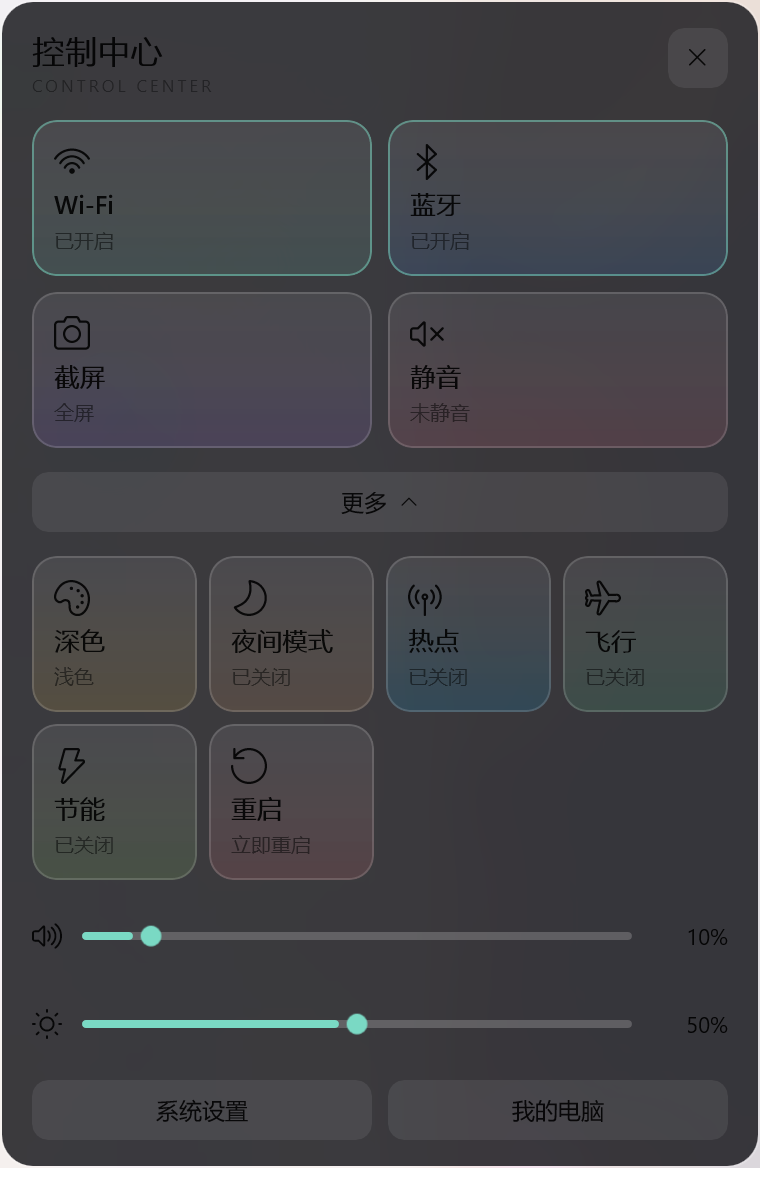 控制中心
CONTROL CENTER
Wi-Fi
已开启
蓝牙
已开启
截屏
全屏
静音
未静音
更多
深色
浅色
夜间模式
已关闭
热点
已关闭
飞行
已关闭
节能
已关闭
重启
立即重启
10%
50%
系统设置
我的电脑